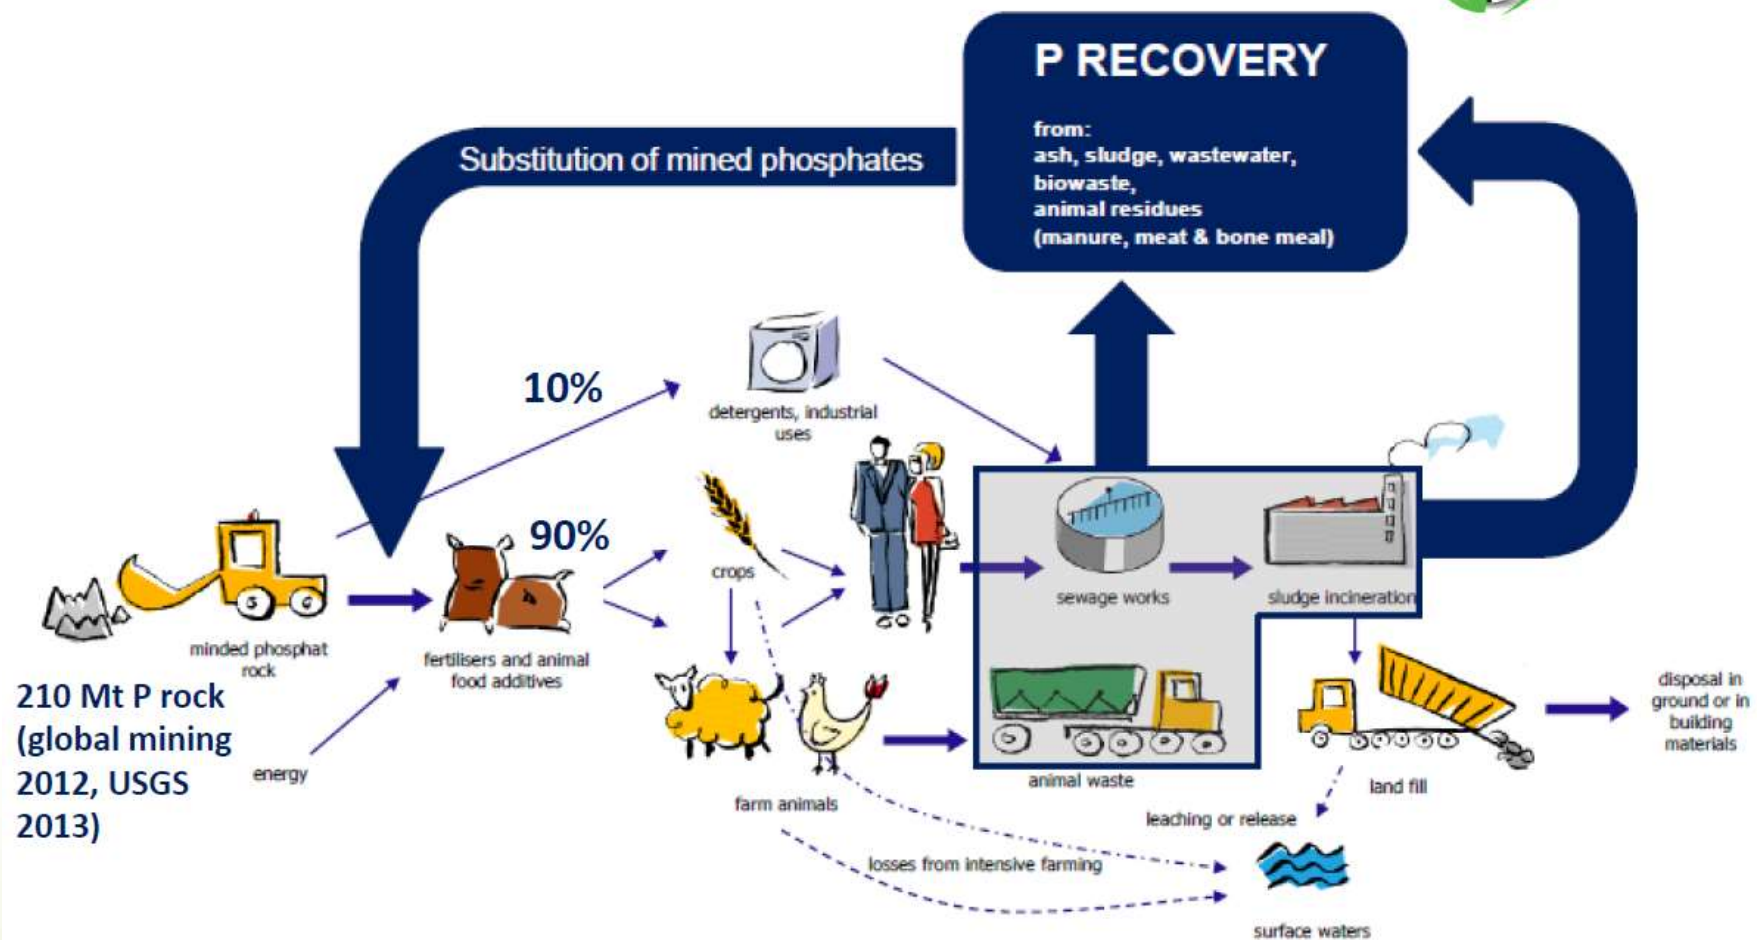 P RECOVERY
from:
ash, sludge, wastewater,
biowaste,
animal residues
(manure, meat & bone meal)
Substitution of mined phosphates
10%
detergents, industrial
uses
90%
crops
sewage works
sludge incineration
minded phosphat
rock
fertilisers and animal
food additives
210 Mt P rock
(global mining
2012, USGS
2013)
energy
farm animals
animal waste
land fill
disposal in
ground or in
building
materials
leaching or release
losses from intensive farming
surface waters